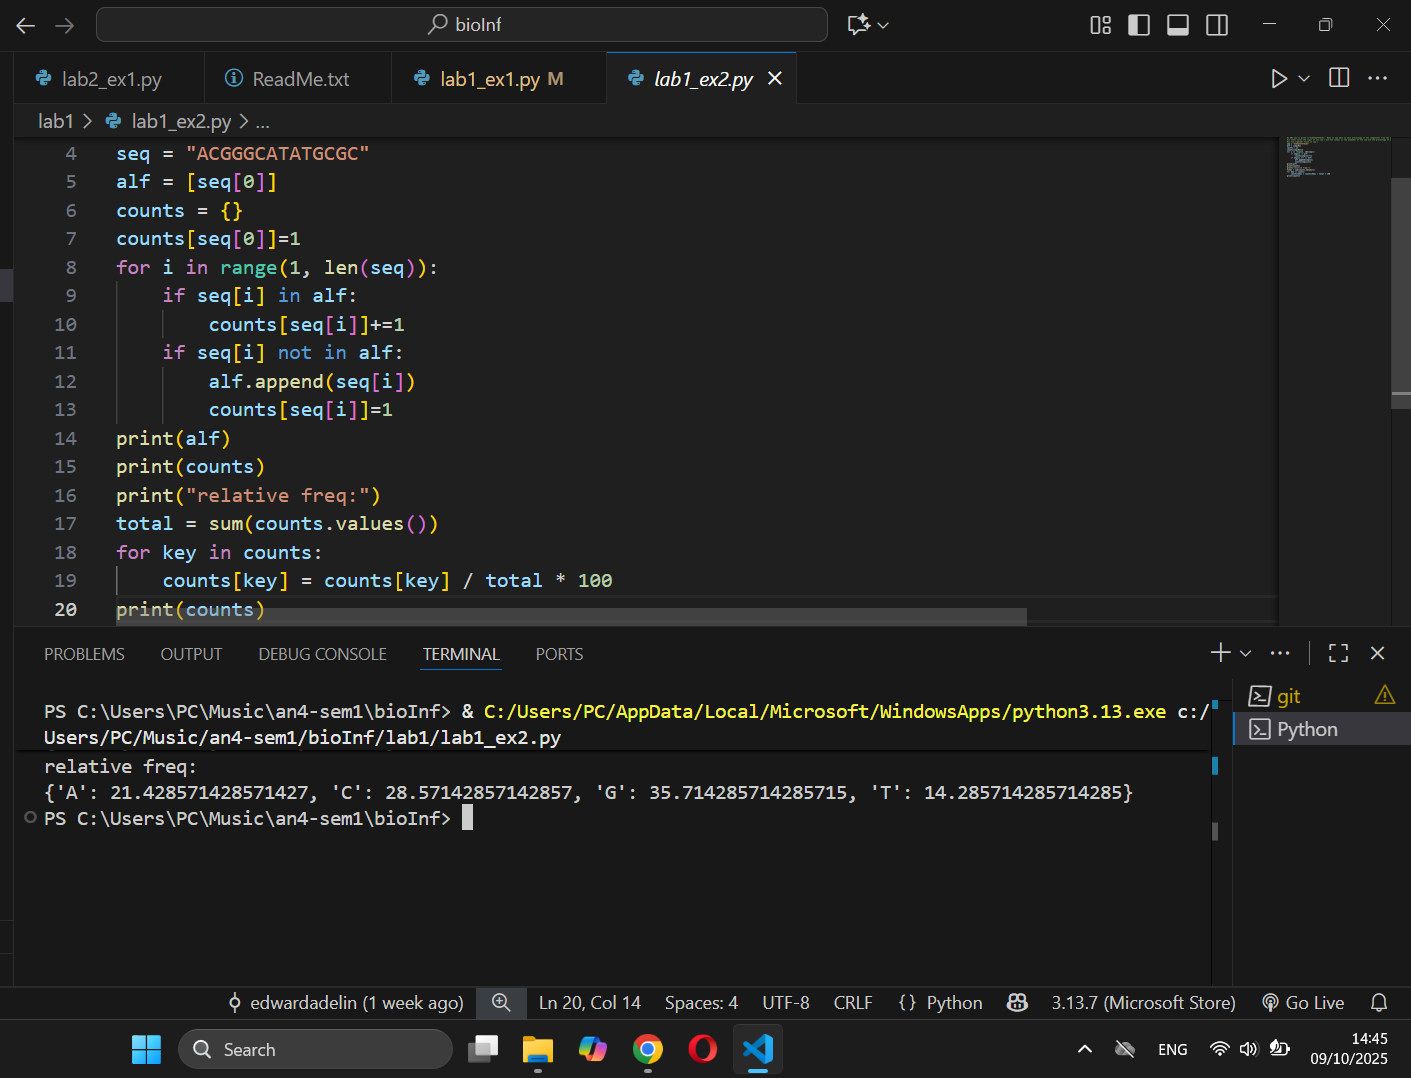 bioInf
lab2_ex1.py
ReadMe.txt
lab1_ex1.py M
lab1_ex2.py
lab1 > lab1_ex2.py > ...
4 seq = "ACGGGCATATGCGC"
5 alf = [seq[0]]
6 counts = {}
7 counts[seq[0]]=1
8 for i in range(1, len(seq)):
9 if seq[i] in alf:
10 counts[seq[i]]+=1
11 if seq[i] not in alf:
12 alf.append(seq[i])
13 counts[seq[i]]=1
14 print(alf)
15 print(counts)
16 print("relative freq:")
17 total = sum(counts.values())
18 for key in counts:
19 counts[key] = counts[key] / total * 100
20 print(counts)
PROBLEMS OUTPUT DEBUG CONSOLE TERMINAL PORTS
PS C:\Users\PC\Music\an4-sem1\bioInf> & C:/Users/PC/AppData/Local/Microsoft/WindowsApps/python3.13.exe c:/
Users/PC/Music/an4-sem1/bioInf/lab1/lab1_ex2.py
relative freq:
{'A': 21.428571428571427, 'C': 28.57142857142857, 'G': 35.714285714285715, 'T': 14.285714285714285}
PS C:\Users\PC\Music\an4-sem1\bioInf>
git
Python
edwardadelin (1 week ago) Ln 20, Col 14 Spaces: 4 UTF-8 CRLF {} Python 3.13.7 (Microsoft Store) Go Live
Search
ENG
14:45
09/10/2025